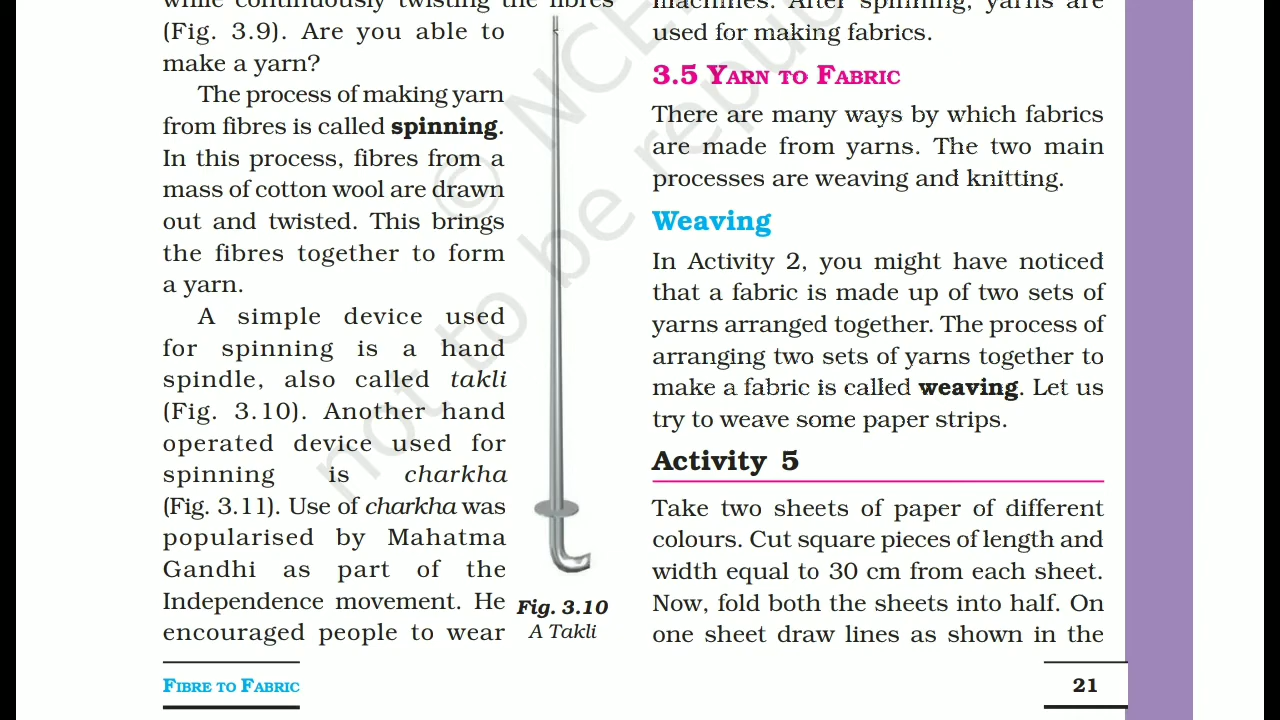 while continuously twisting the fibres
(Fig. 3.9). Are you able to
make a yarn?
The process of making yarn
from fibres is called spinning.
In this process, fibres from a
mass of cotton wool are drawn
out and twisted. This brings
the fibres together to form
a yarn.
A simple device used
for spinning is a hand
spindle, also called takli
(Fig. 3.10). Another hand
operated device used for
spinning is charkha
(Fig. 3.11). Use of charkha was
popularised by Mahatma
Gandhi as part of the
Independence movement. He
encouraged people to wear
Fig. 3.10
A Takli
machines. After spinning, yarns are
used for making fabrics.
3.5 YARN TO FABRIC
There are many ways by which fabrics
are made from yarns. The two main
processes are weaving and knitting.
Weaving
In Activity 2, you might have noticed
that a fabric is made up of two sets of
yarns arranged together. The process of
arranging two sets of yarns together to
make a fabric is called weaving. Let us
try to weave some paper strips.
Activity 5
Take two sheets of paper of different
colours. Cut square pieces of length and
width equal to 30 cm from each sheet.
Now, fold both the sheets into half. On
one sheet draw lines as shown in the
FIBRE TO FABRIC
21
© NCE
not to be repu